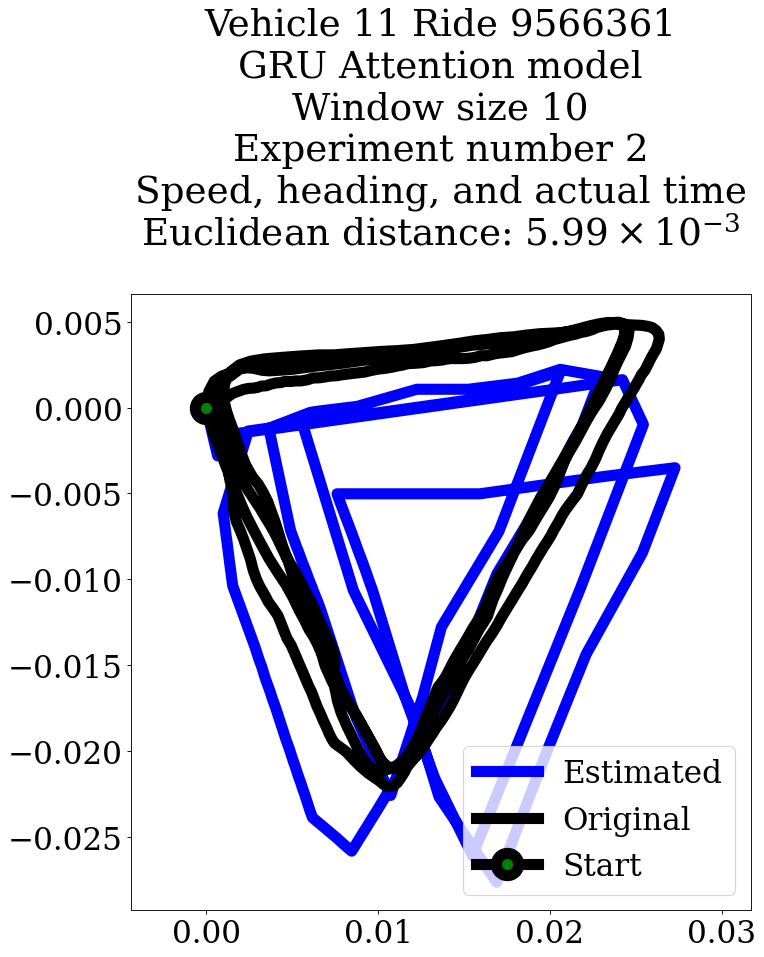 Vehicle 11 Ride 9566361
GRU Attention model
Window size 10
Experiment number 2
Speed, heading, and actual time
Euclidean distance: 5.99 × 10⁻³
0.005
0.000
−0.005
−0.010
−0.015
−0.020
−0.025
Estimated
Original
Start
0.00 0.01 0.02 0.03